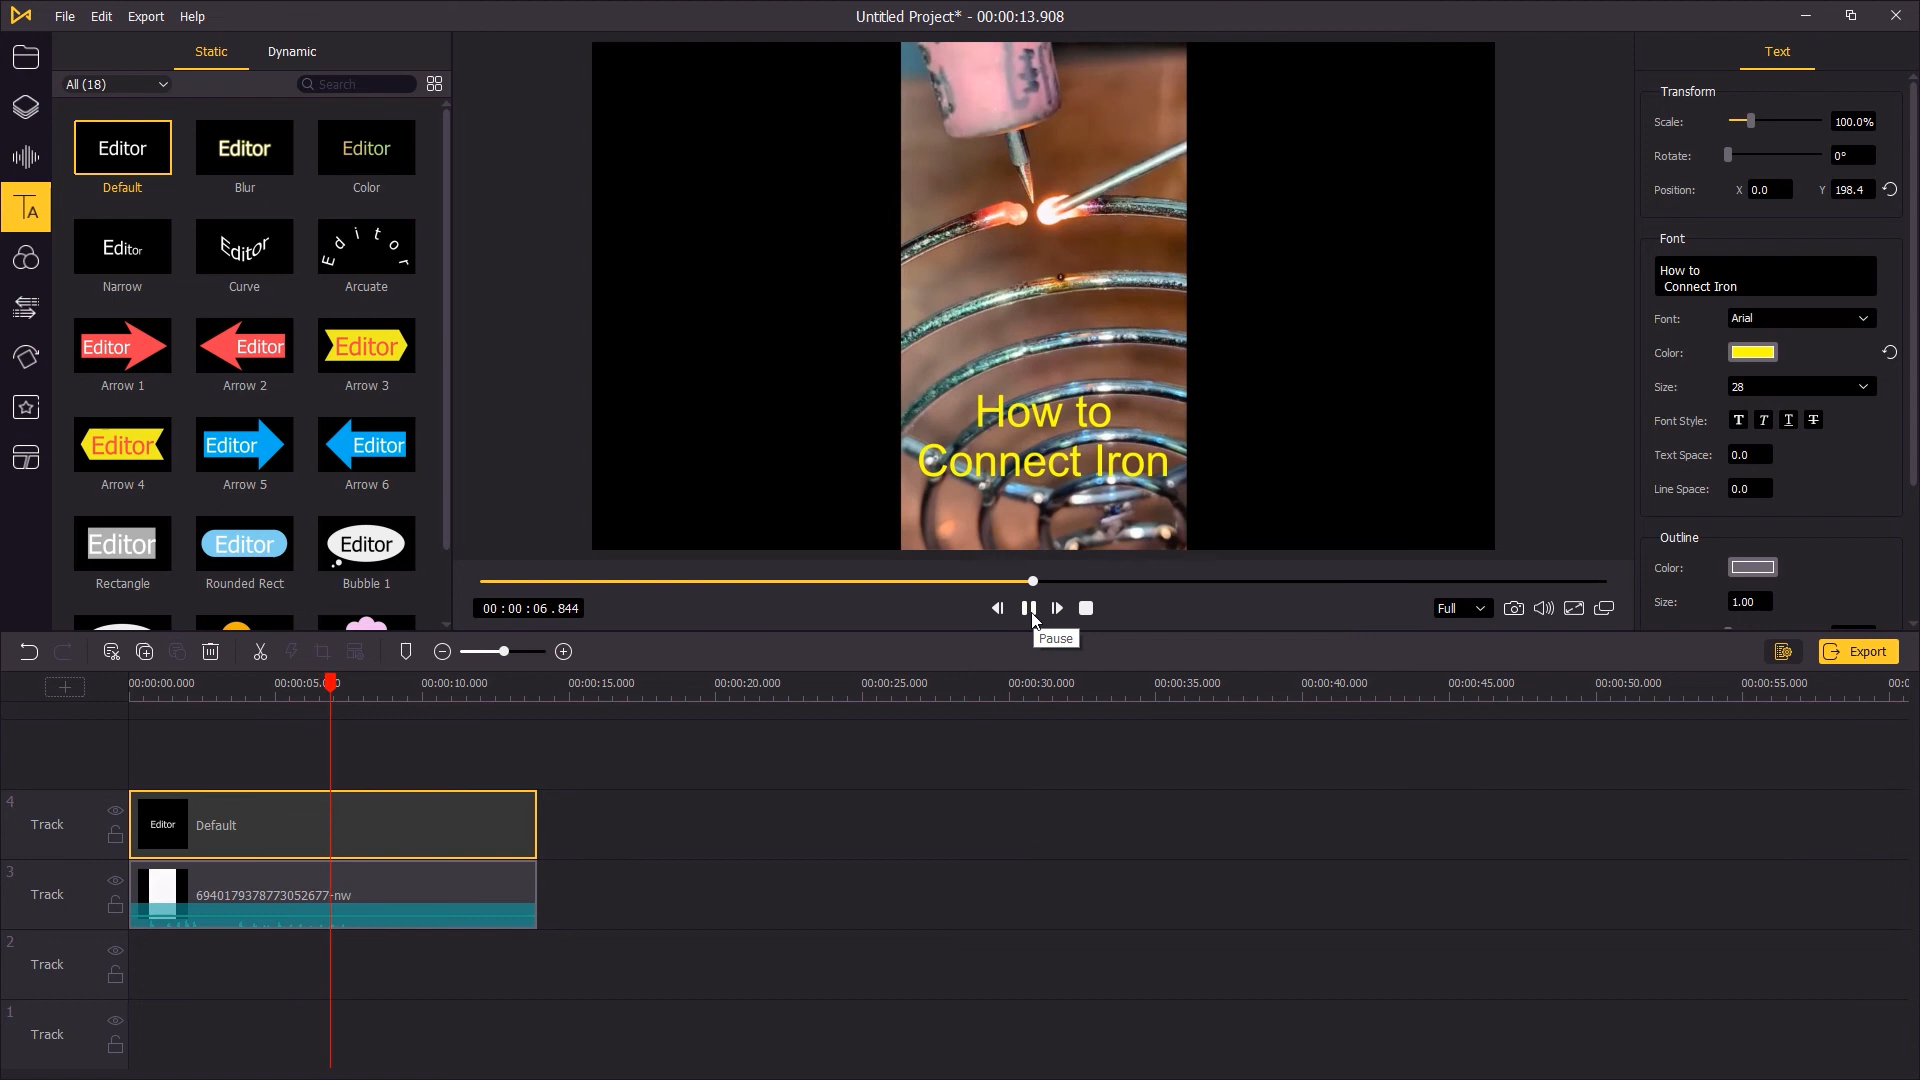 File Edit Export Help
Untitled Project* - 00:00:13.908
Static Dynamic
All (18) Search
Editor Editor Editor
Default Blur Color
Editor Editor Editor
Narrow Curve Arcuate
Editor Editor Editor
Arrow 1 Arrow 2 Arrow 3
Editor Editor Editor
Arrow 4 Arrow 5 Arrow 6
Editor Editor Editor
Rectangle Rounded Rect Bubble 1
How to
Connect Iron
00 : 00 : 06 . 844
Full
Pause
Text
Transform
Scale: 100.0%
Rotate: 0°
Position: X 0.0 Y 198.4
Font
How to
Connect Iron
Font: Arial
Color:
Size: 28
Font Style: T T T T
Text Space: 0.0
Line Space: 0.0
Outline
Color:
Size: 1.00
Export
00:00:00.000 00:00:10.000 00:00:15.000 00:00:20.000 00:00:25.000 00:00:30.000 00:00:35.000 00:00:40.000 00:00:45.000 00:00:50.000 00:00:55.000
4
Track Editor Default
3
Track 6940179378773052677-nw
2
Track
1
Track